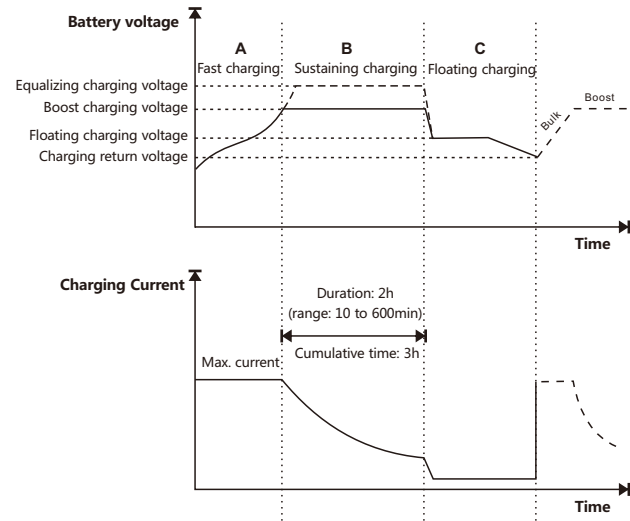 Battery voltage
A
B
C
Fast charging
Sustaining charging
Floating charging
Equalizing charging voltage
Boost charging voltage
Floating charging voltage
Charging return voltage
Bulk
Boost
Time
Charging Current
Duration: 2h
(range: 10 to 600min)
Cumulative time: 3h
Max. current
Time